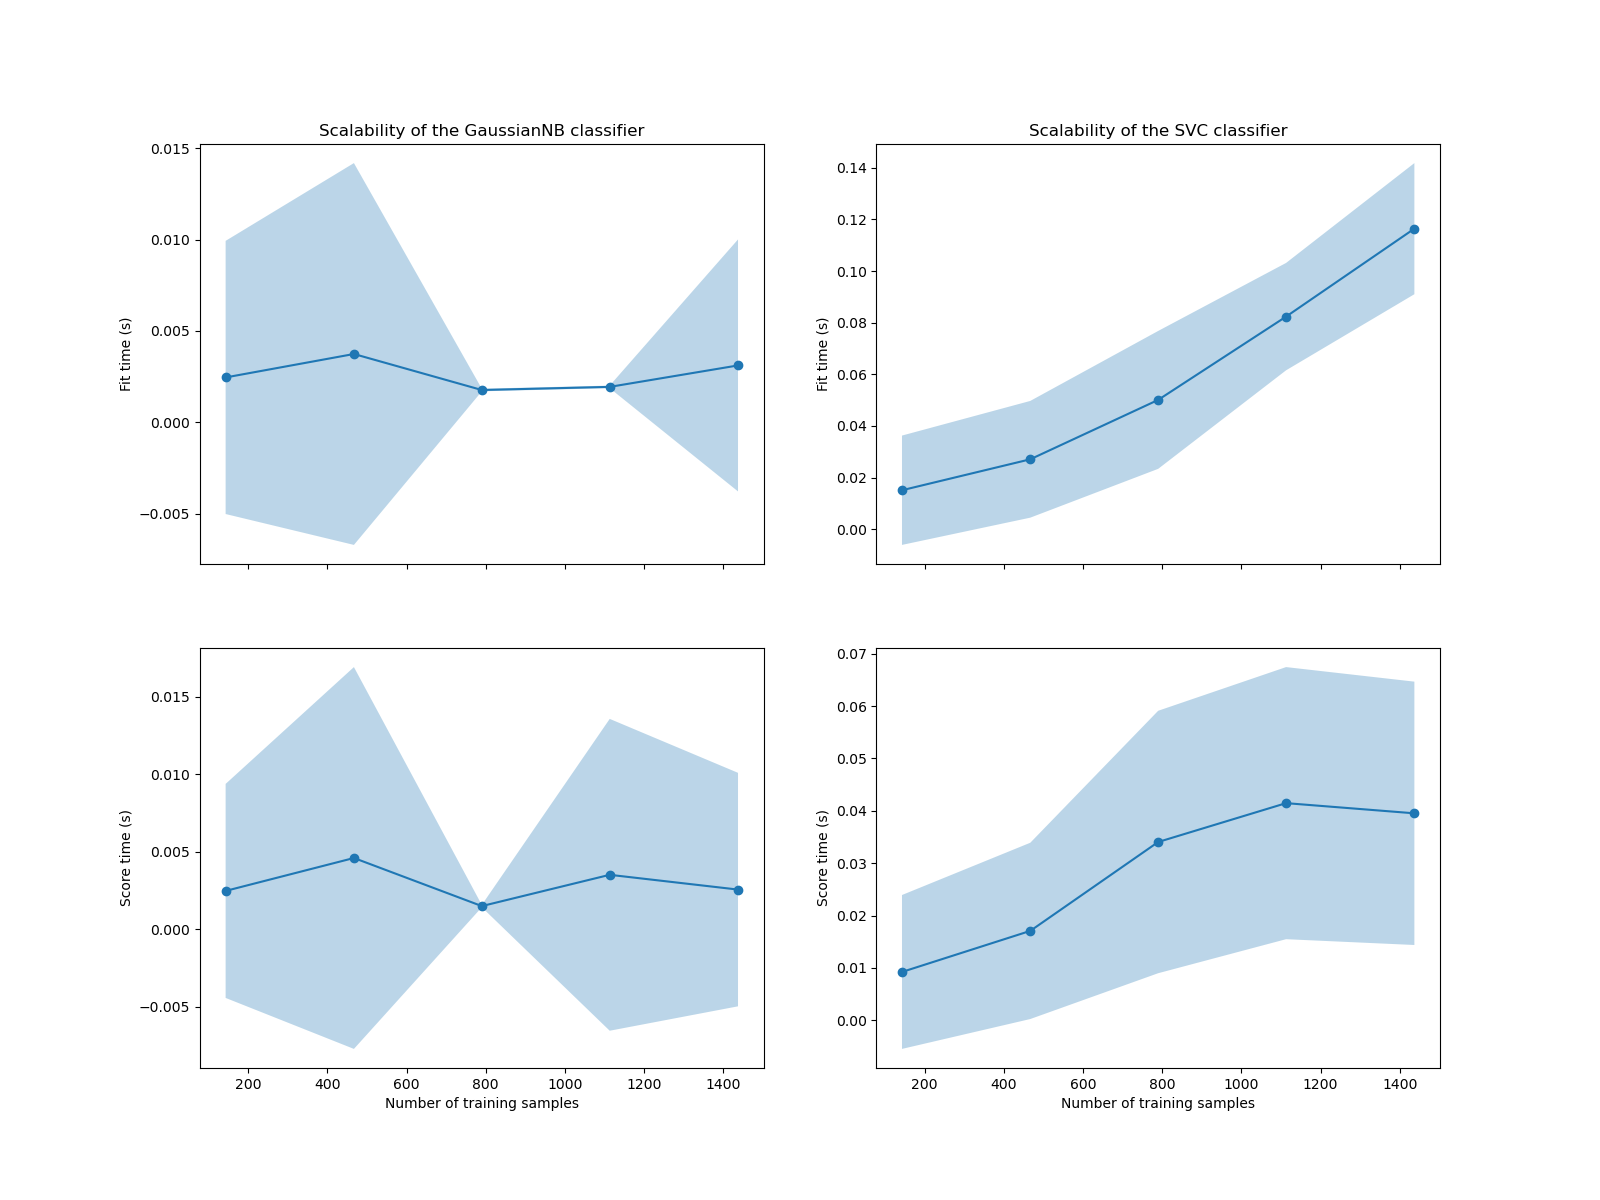 Scalability of the GaussianNB classifier
0.015
0.010
0.005
0.000
−0.005
Fit time (s)
Scalability of the SVC classifier
0.14
0.12
0.10
0.08
0.06
0.04
0.02
0.00
Fit time (s)
0.015
0.010
0.005
0.000
−0.005
Score time (s)
200 400 600 800 1000 1200 1400
Number of training samples
0.07
0.06
0.05
0.04
0.03
0.02
0.01
0.00
Score time (s)
200 400 600 800 1000 1200 1400
Number of training samples